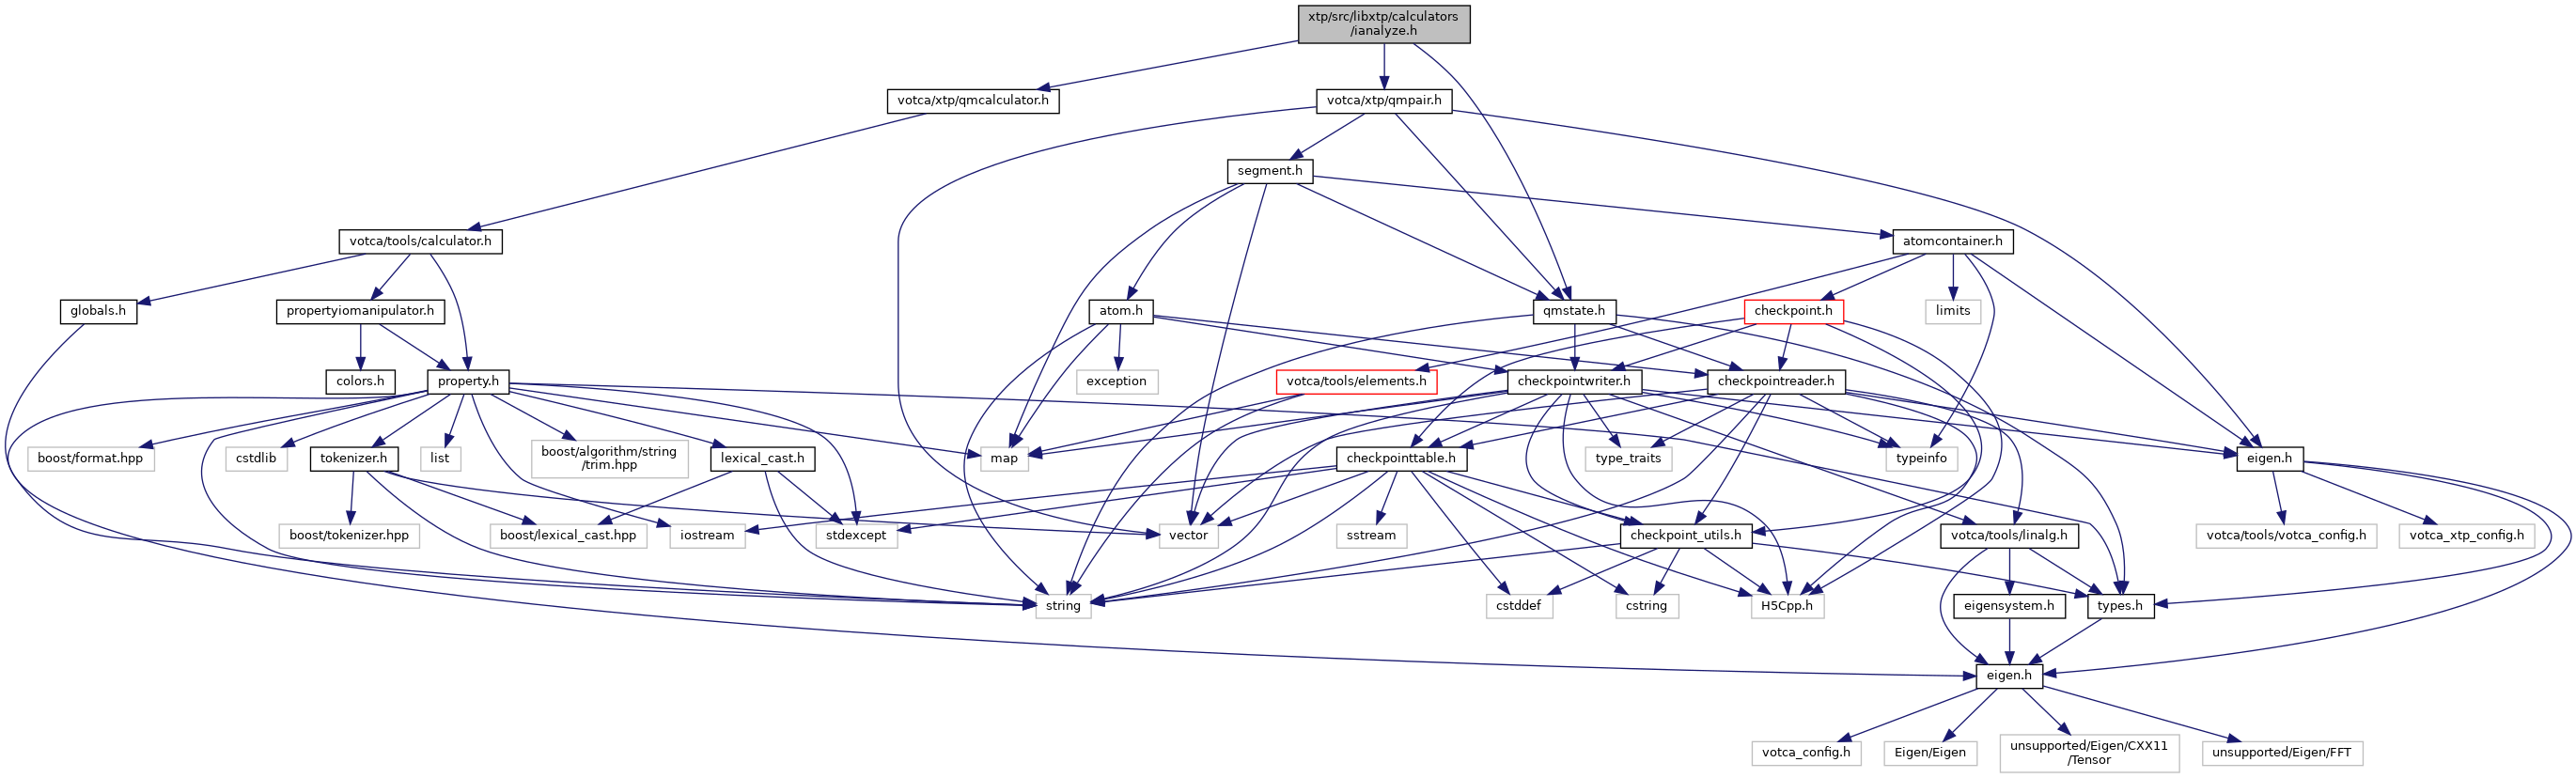 xtp/src/libxtp/calculators
/ianalyze.h
votca/xtp/qmcalculator.h
votca/xtp/qmpair.h
segment.h
votca/tools/calculator.h
atomcontainer.h
globals.h
propertyiomanipulator.h
atom.h
qmstate.h
checkpoint.h
limits
colors.h
property.h
exception
votca/tools/elements.h
checkpointwriter.h
checkpointreader.h
boost/format.hpp
cstdlib
tokenizer.h
list
boost/algorithm/string
/trim.hpp
lexical_cast.h
map
checkpointtable.h
type_traits
typeinfo
eigen.h
boost/tokenizer.hpp
boost/lexical_cast.hpp
iostream
stdexcept
vector
sstream
checkpoint_utils.h
votca/tools/linalg.h
votca/tools/votca_config.h
votca_xtp_config.h
string
cstddef
cstring
H5Cpp.h
eigensystem.h
types.h
eigen.h
votca_config.h
Eigen/Eigen
unsupported/Eigen/CXX11
/Tensor
unsupported/Eigen/FFT